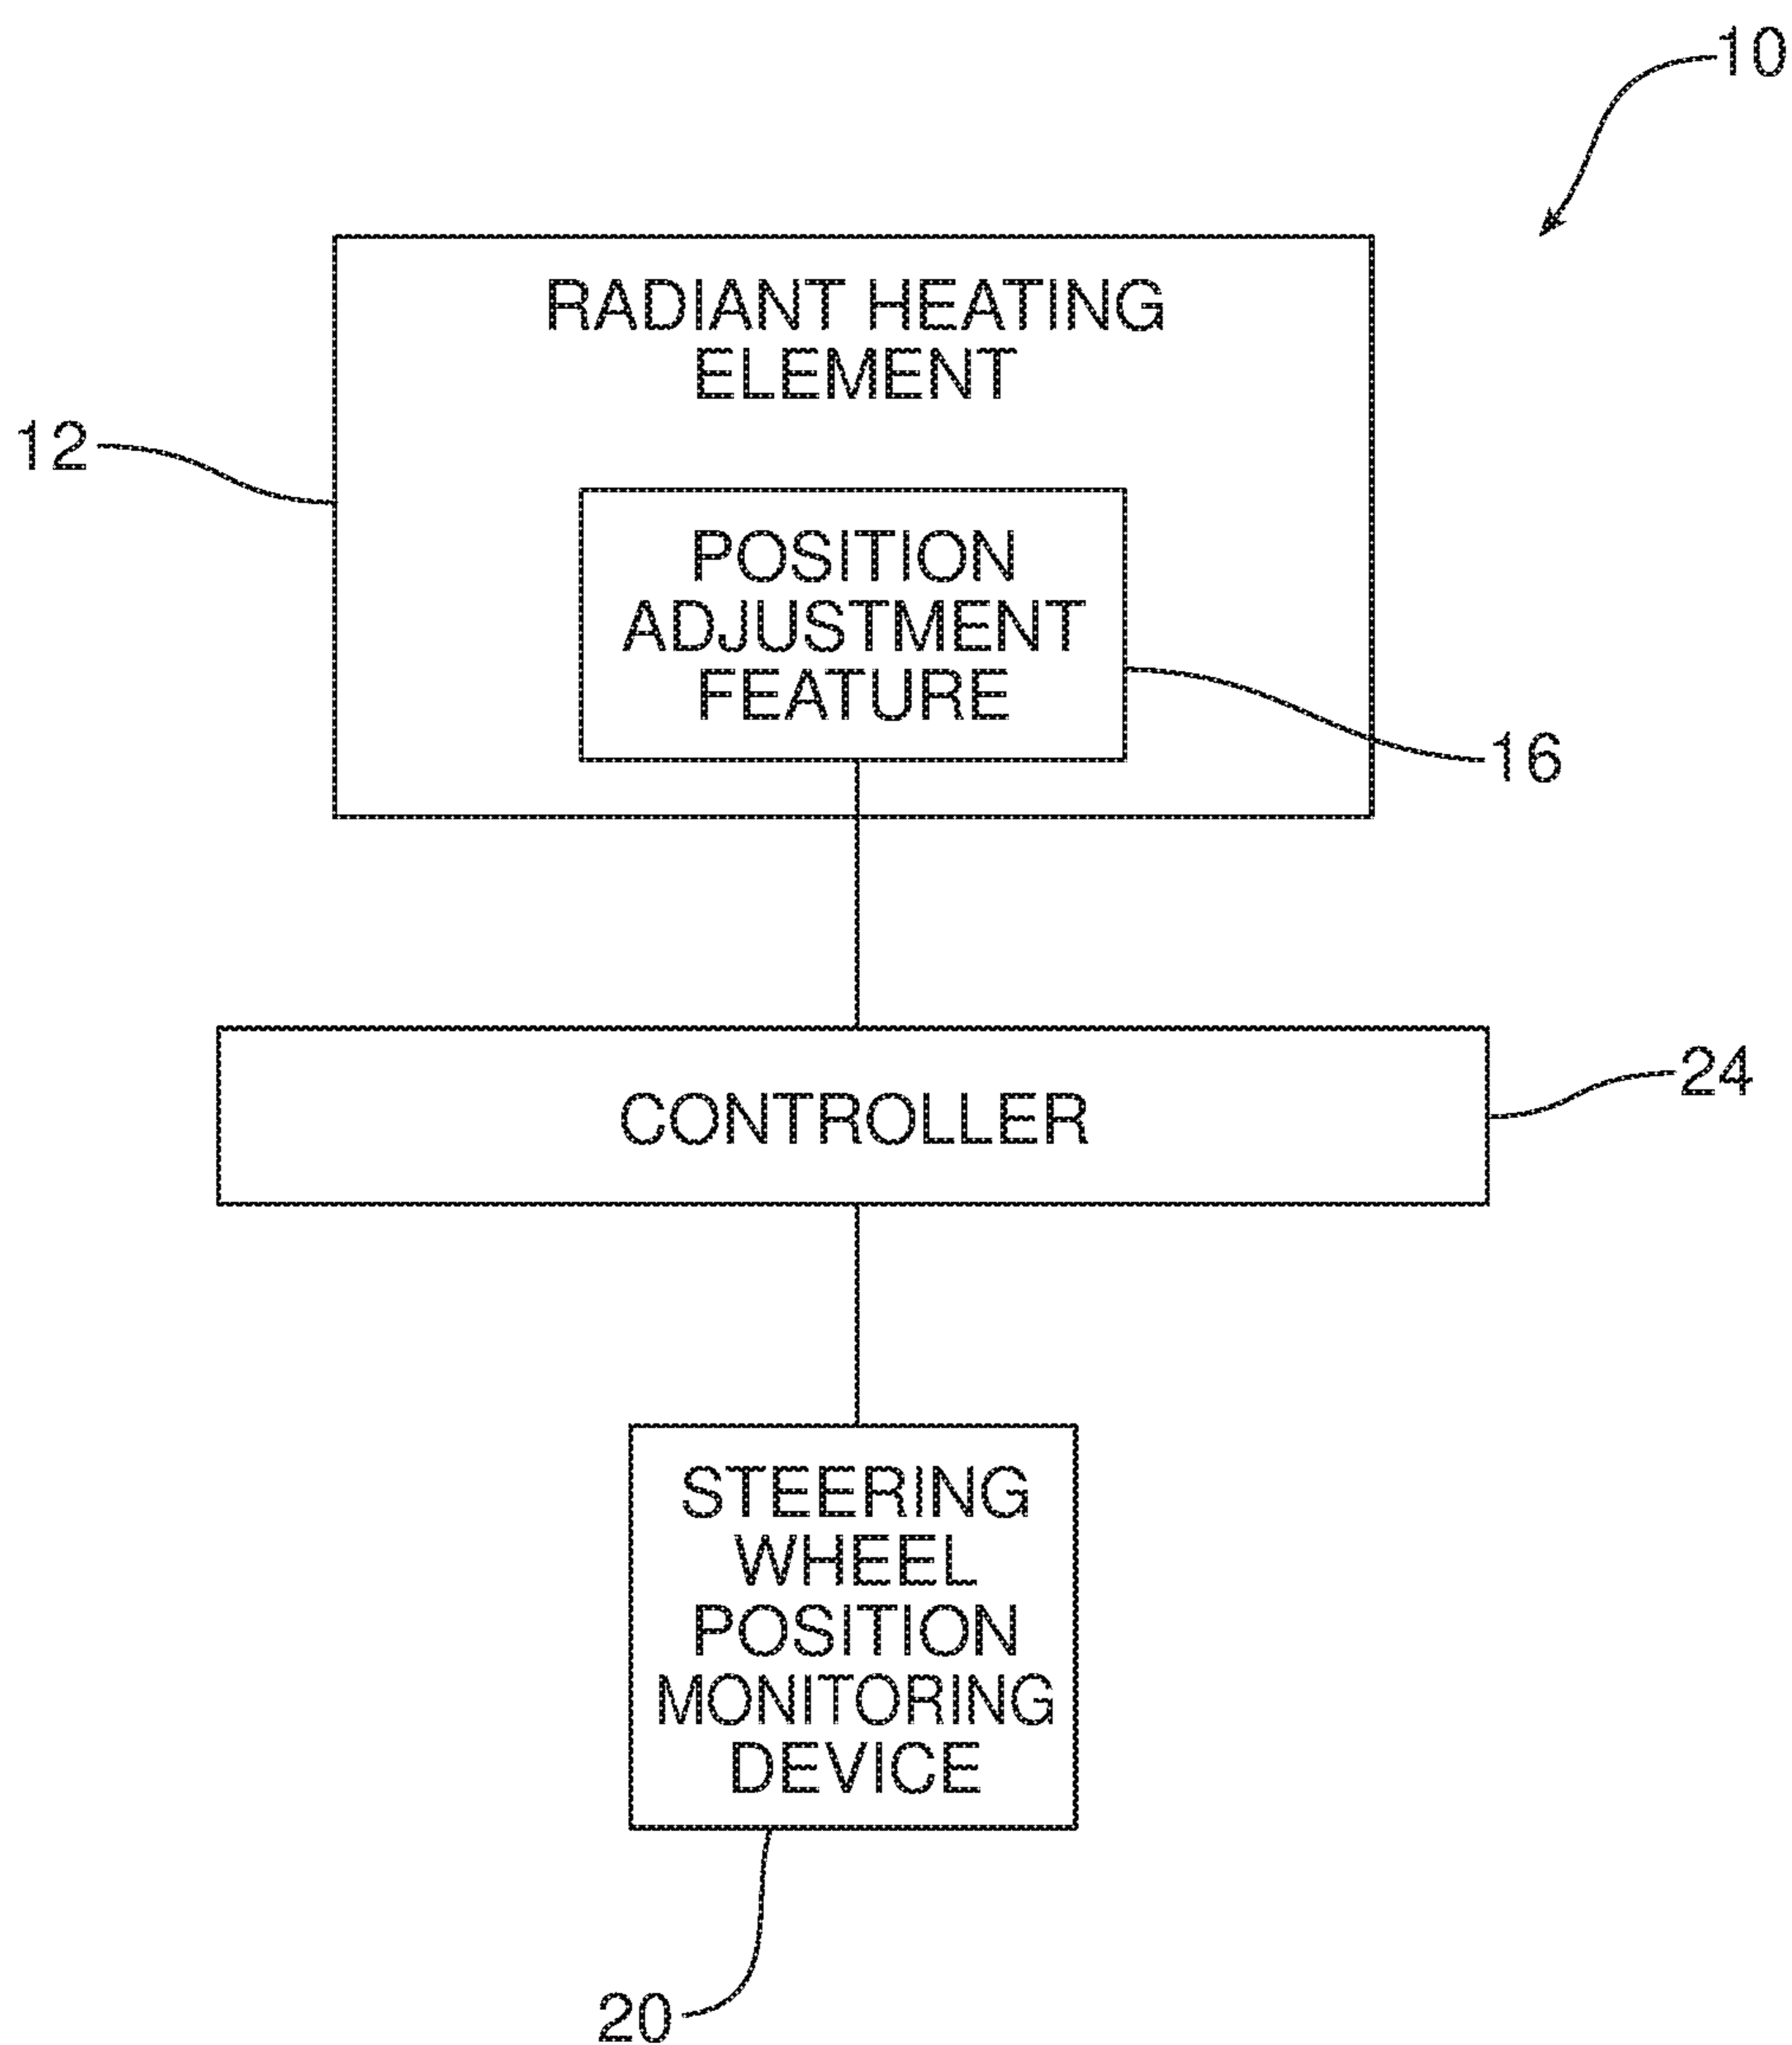 10
RADIANT HEATING
ELEMENT
12
POSITION
ADJUSTMENT
FEATURE
16
CONTROLLER
24
STEERING
WHEEL
POSITION
MONITORING
DEVICE
20